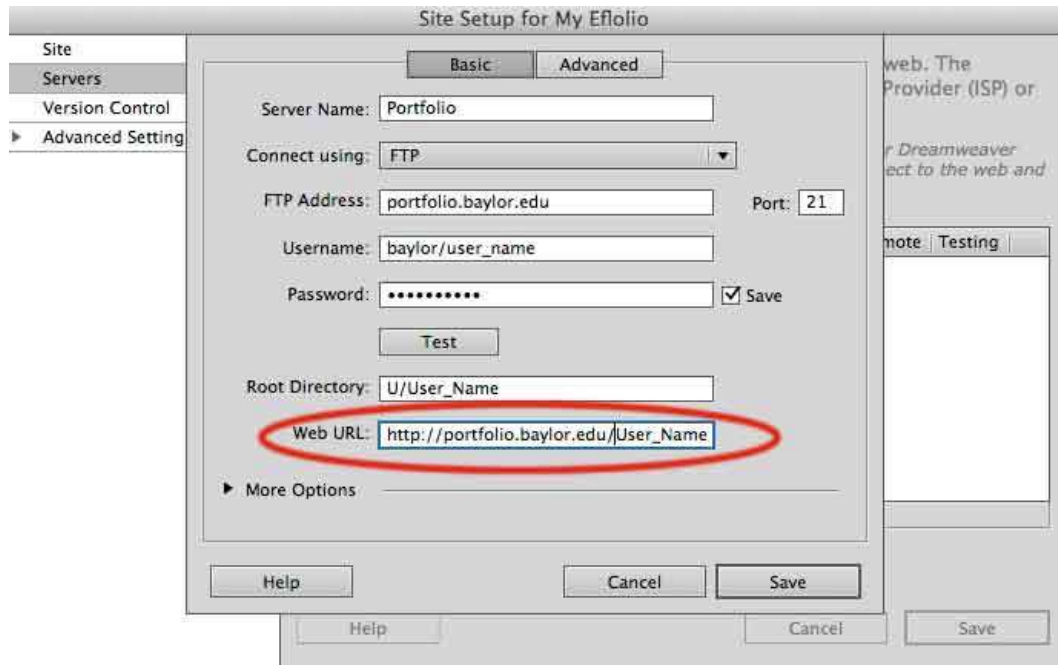 Site Setup for My Eflolio
Site
Servers
Version Control
Advanced Setting
Basic
Advanced
web. The
Provider (ISP) or
r Dreamweaver
ect to the web and
Server Name: Portfolio
Connect using: FTP
FTP Address: portfolio.baylor.edu Port: 21
Username: baylor/user_name
mote Testing
Password: •••••••••• Save
Test
Root Directory: U/User_Name
Web URL: http://portfolio.baylor.edu/User_Name
More Options
Help Cancel Save
Help Cancel Save